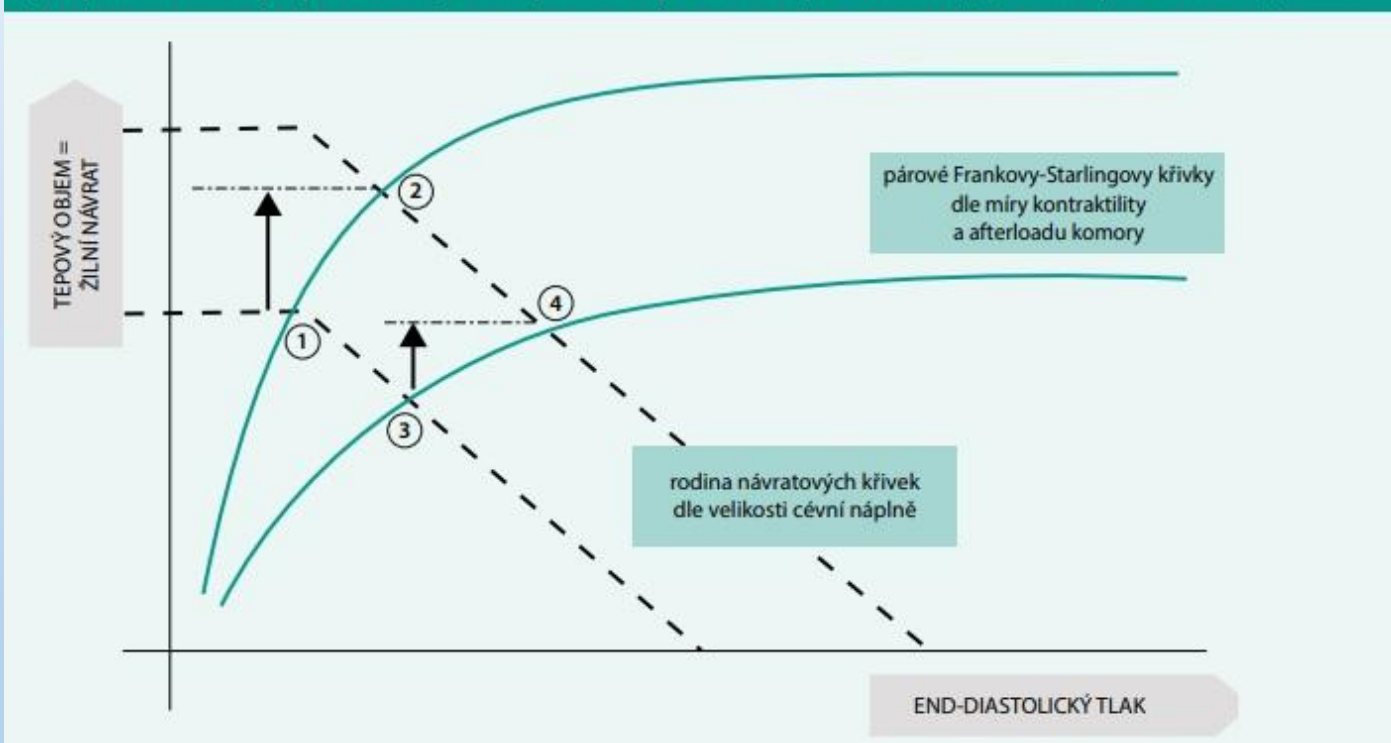 TEPOVÝ OBJEM =
ŽILNÍ NÁVRAT
párové Frankovy-Starlingovy křivky
dle míry kontraktility
a afterloadu komory
2
4
1
3
rodina návratových křivek
dle velikosti cévní náplně
END-DIASTOLICKÝ TLAK